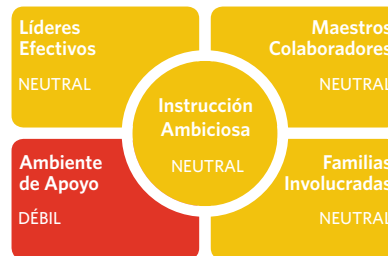 Líderes
Efectivos
NEUTRAL
Maestros
Colaboradores
NEUTRAL
Instrucción
Ambiciosa
NEUTRAL
Ambiente
de Apoyo
DÉBIL
Familias
Involucradas
NEUTRAL